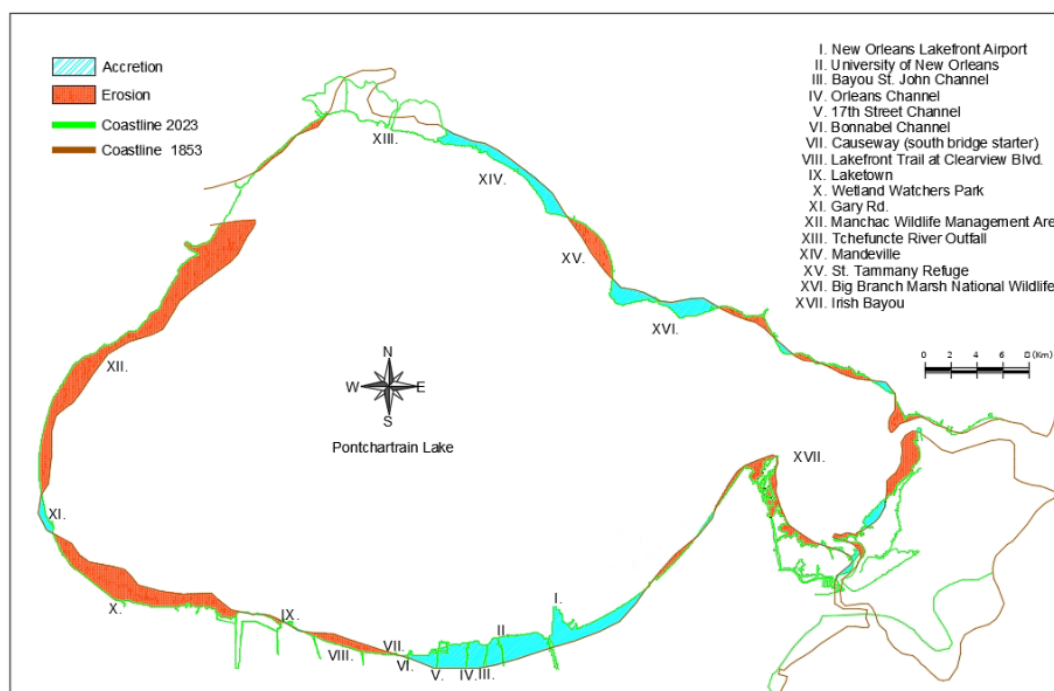 Accretion
Erosion
Coastline 2023
Coastline 1853
I. New Orleans Lakefront Airport
II. University of New Orleans
III. Bayou St. John Channel
IV. Orleans Channel
V. 17th Street Channel
VI. Bonnabel Channel
VII. Causeway (south bridge starter)
VIII. Lakefront Trail at Clearview Blvd.
IX. Laketown
X. Wetland Watchers Park
XI. Gary Rd.
XII. Manchac Wildlife Management Are
XIII. Tchefuncte River Outfall
XIV. Mandeville
XV. St. Tammany Refuge
XVI. Big Branch Marsh National Wildlife
XVII. Irish Bayou
XIII.
XIV.
XV.
XVI.
0 2 4 6 8 (Km)
XII.
N
W E
S
Pontchartrain Lake
XVII.
XI.
X.
IX.
I.
II.
VIII.
VII.
VI.
V. IV. III.